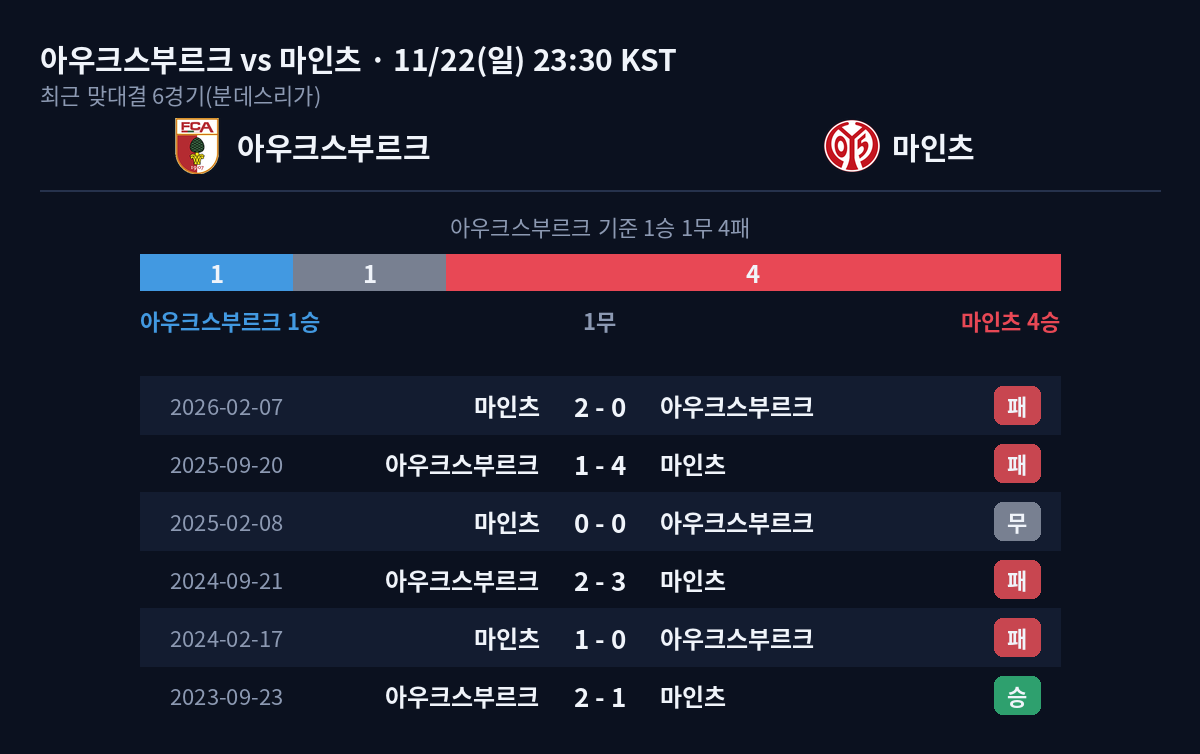 아우크스부르크 vs 마인츠 · 11/22(일) 23:30 KST
최근 맞대결 6경기(분데스리가)
FCA
1907
아우크스부르크
05
마인츠
아우크스부르크 기준 1승 1무 4패
1 1 4
아우크스부르크 1승 1무 마인츠 4승
2026-02-07 마인츠 2 - 0 아우크스부르크 패
2025-09-20 아우크스부르크 1 - 4 마인츠 패
2025-02-08 마인츠 0 - 0 아우크스부르크 무
2024-09-21 아우크스부르크 2 - 3 마인츠 패
2024-02-17 마인츠 1 - 0 아우크스부르크 패
2023-09-23 아우크스부르크 2 - 1 마인츠 승